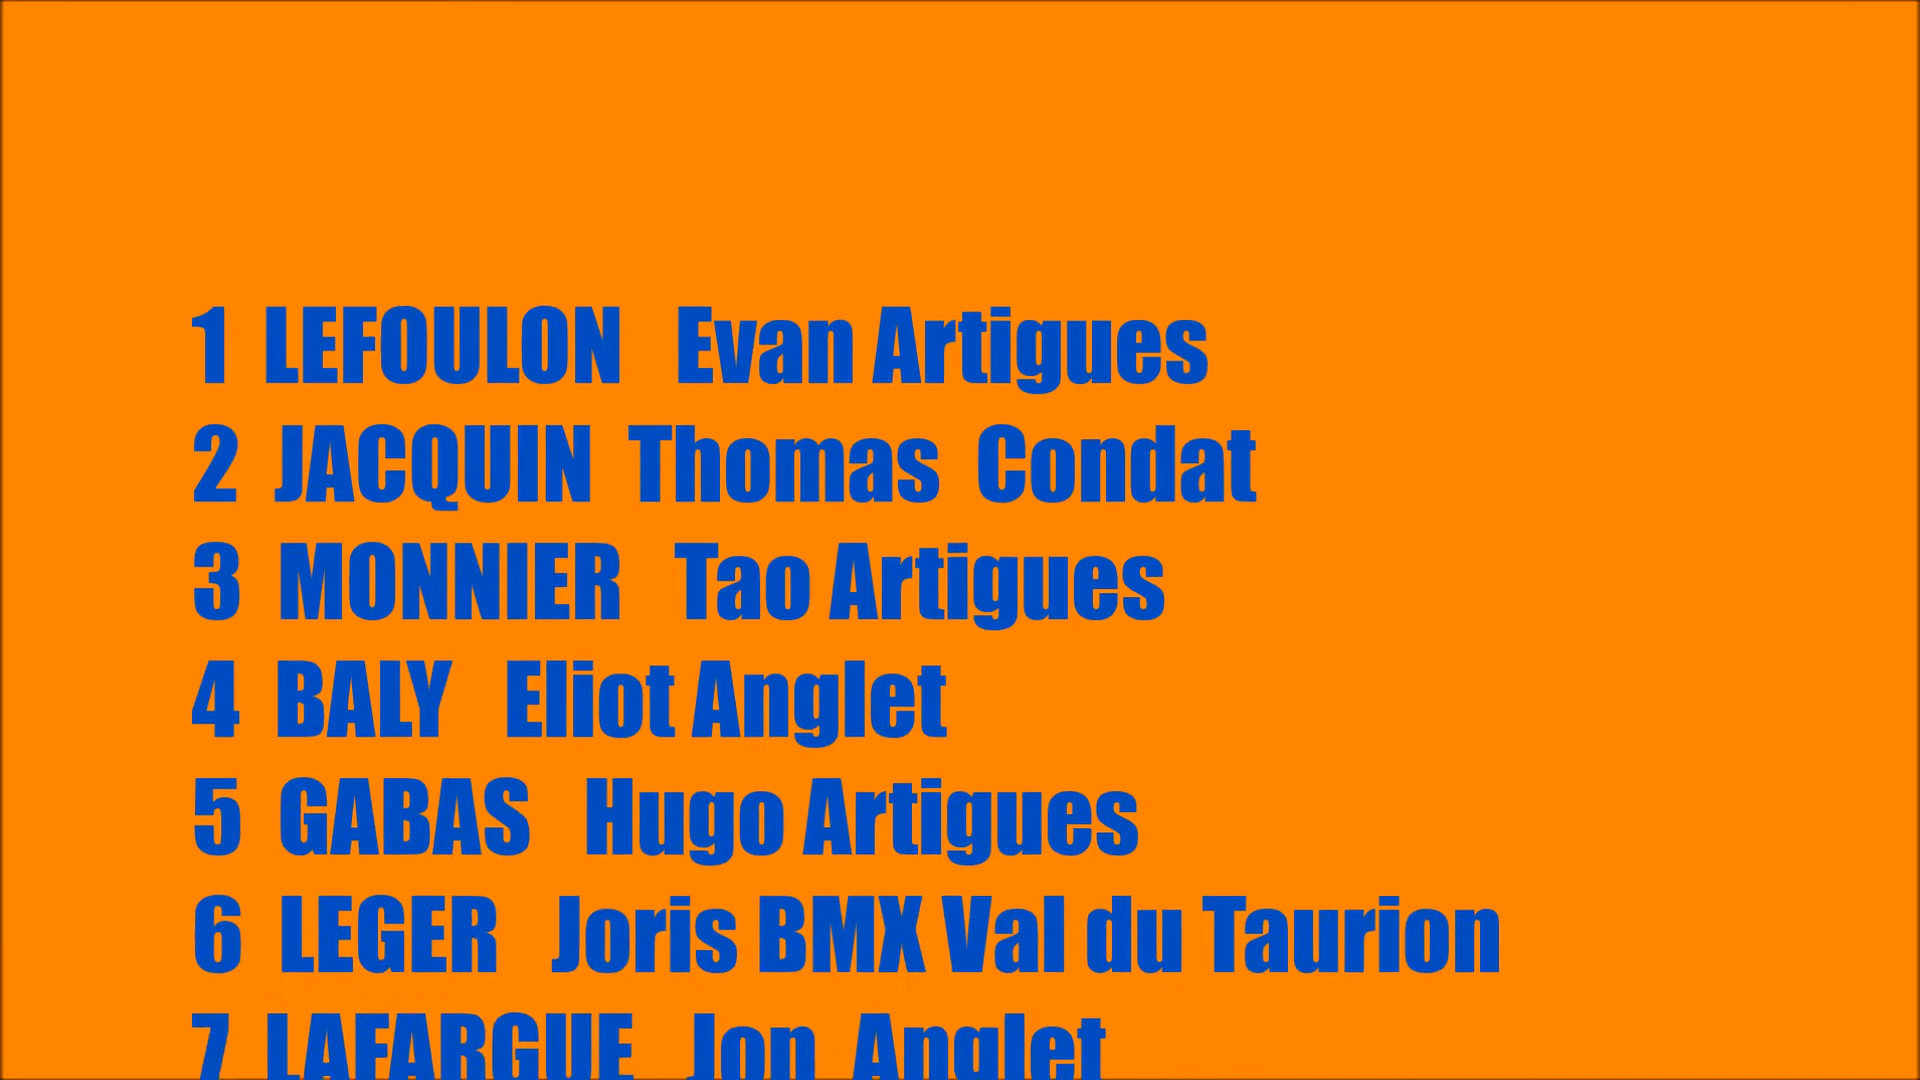 1 LEFOULON Evan Artigues
2 JACQUIN Thomas Condat
3 MONNIER Tao Artigues
4 BALY Eliot Anglet
5 GABAS Hugo Artigues
6 LEGER Joris BMX Val du Taurion
7 LAFARGUE Jon Anglet